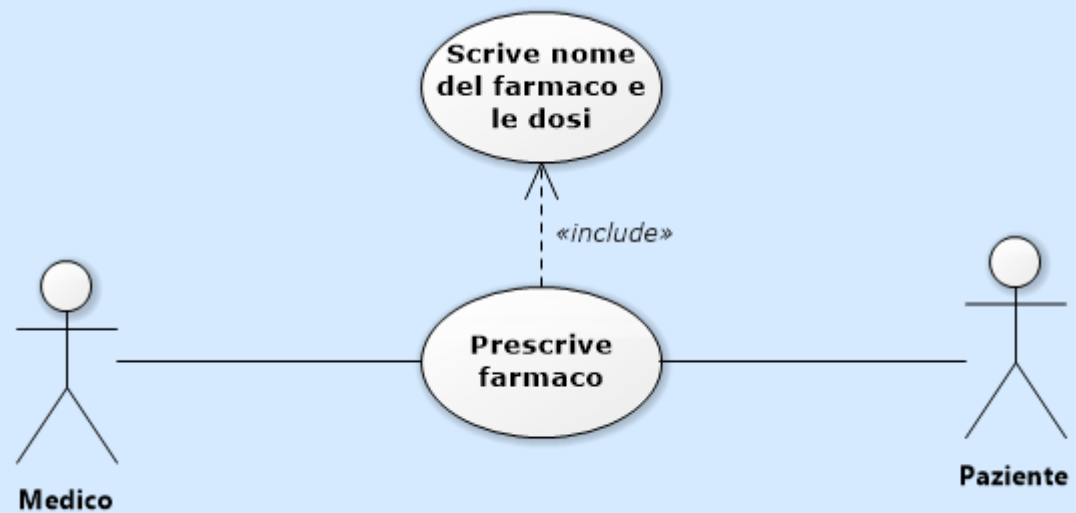 Scrive nome
del farmaco e
le dosi
«include»
Prescrive
farmaco
Medico
Paziente